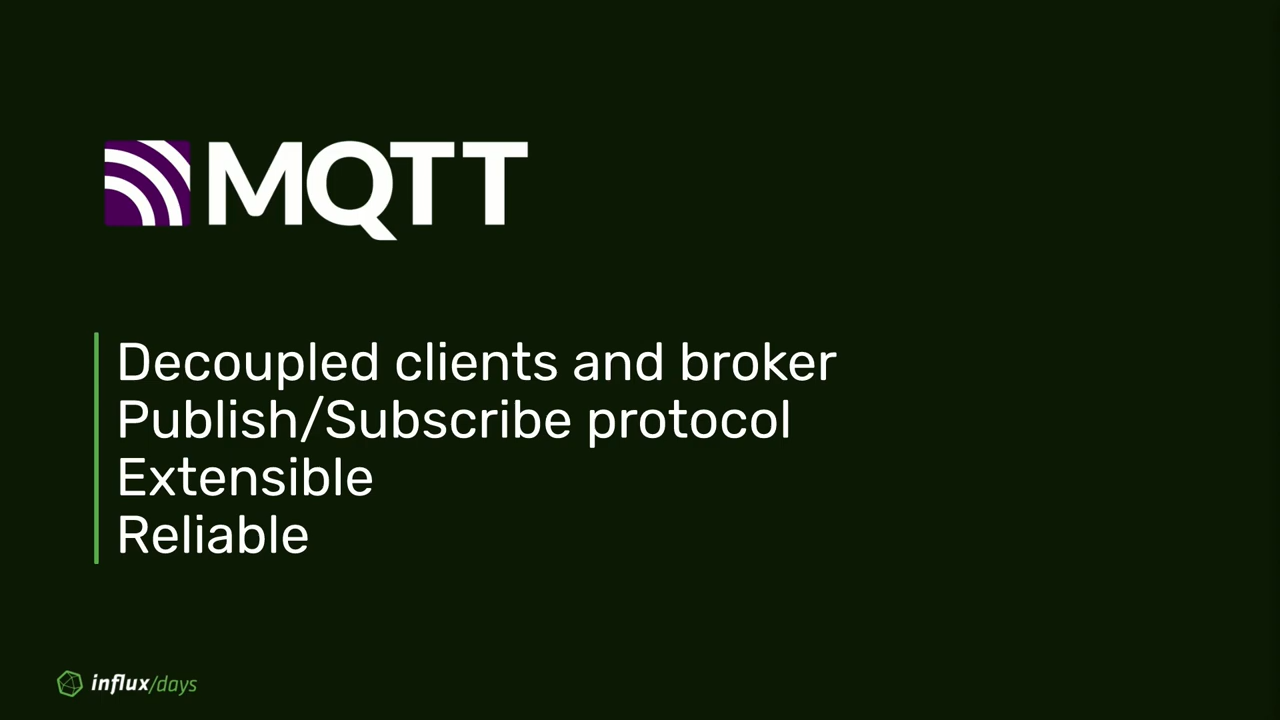 MQTT
Decoupled clients and broker
Publish/Subscribe protocol
Extensible
Reliable
influx/days